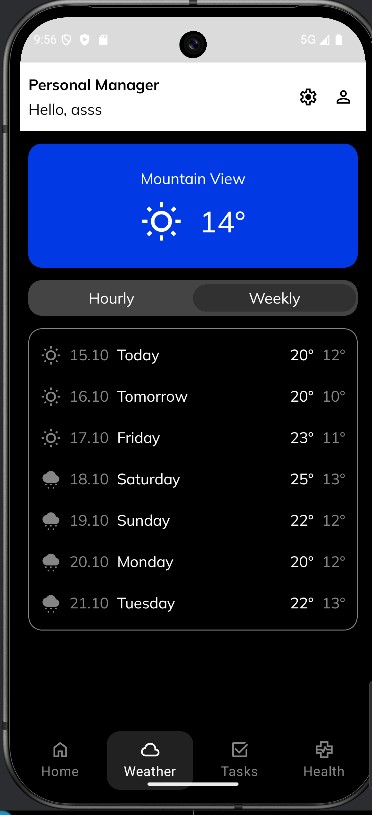 9:56 5G
Personal Manager
Hello, asss
Mountain View
14°
Hourly Weekly
15.10 Today 20° 12°
16.10 Tomorrow 20° 10°
17.10 Friday 23° 11°
18.10 Saturday 25° 13°
19.10 Sunday 22° 12°
20.10 Monday 20° 12°
21.10 Tuesday 22° 13°
Home Weather Tasks Health